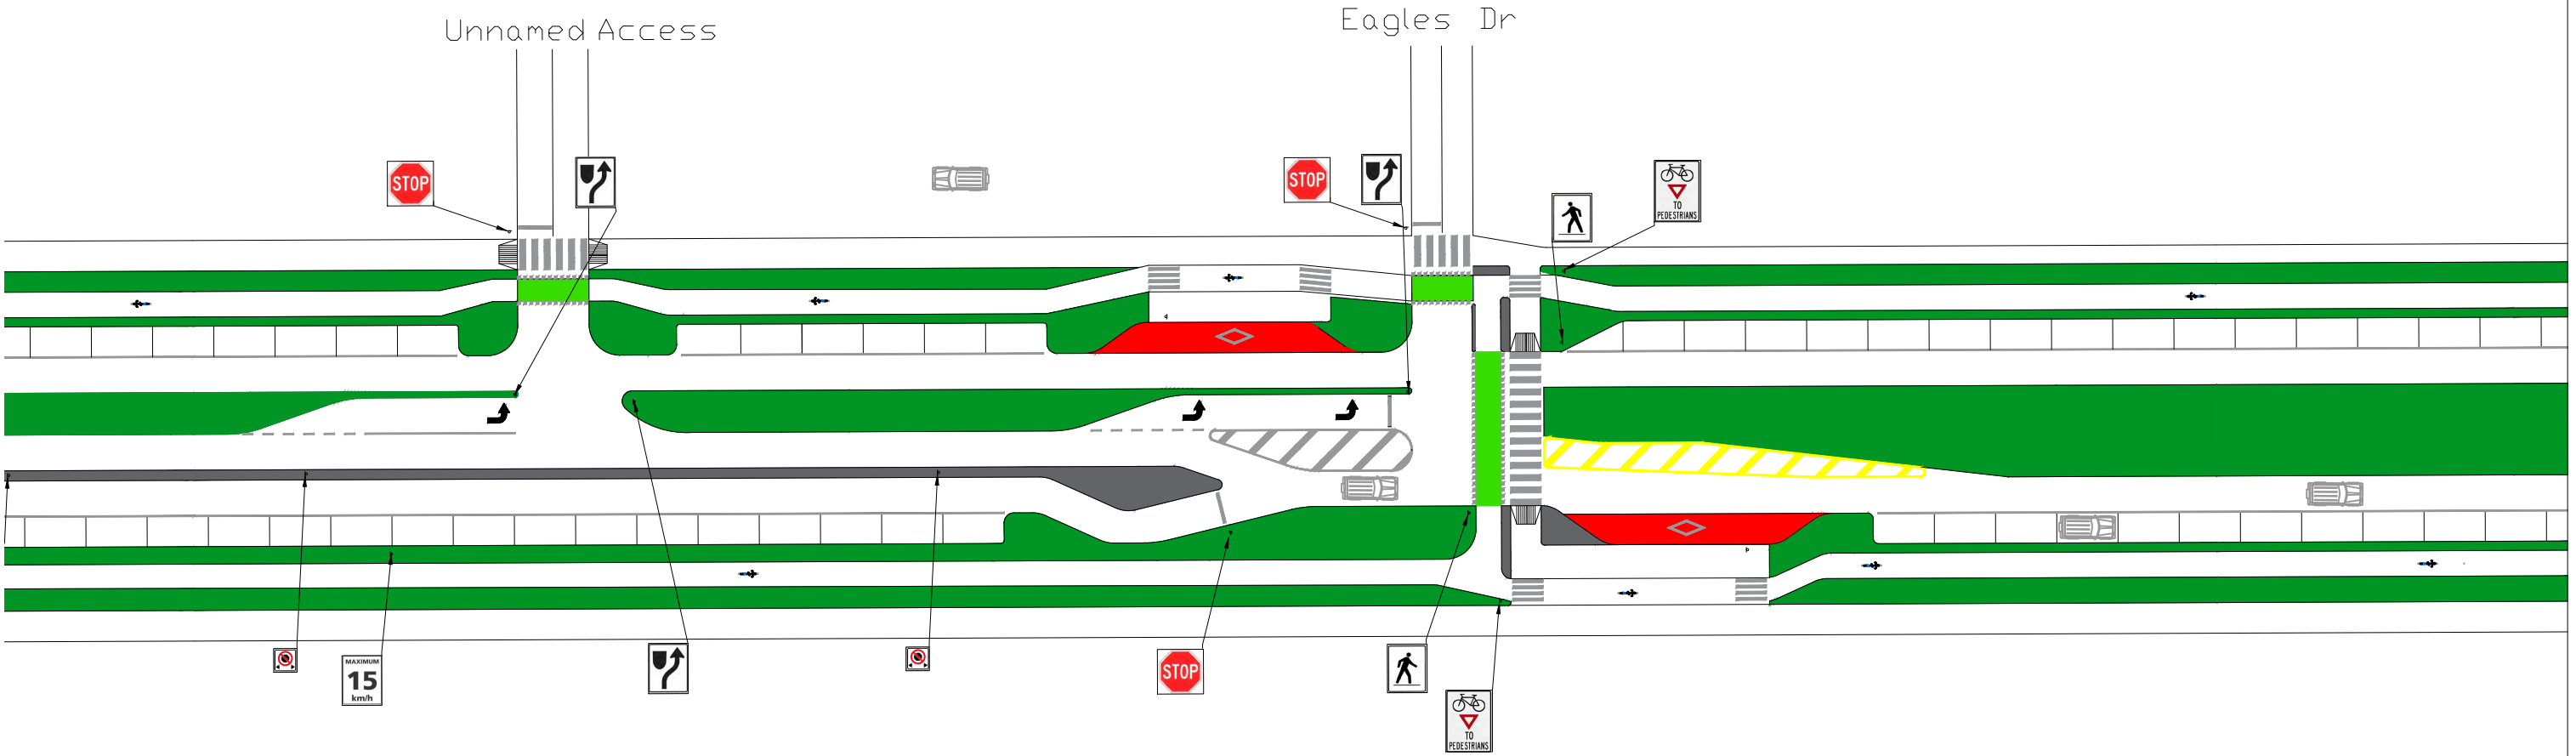 Unnamed Access
Eagles Dr
STOP
STOP
TO
PEDESTRIANS
MAXIMUM
15
km/h
STOP
TO
PEDESTRIANS